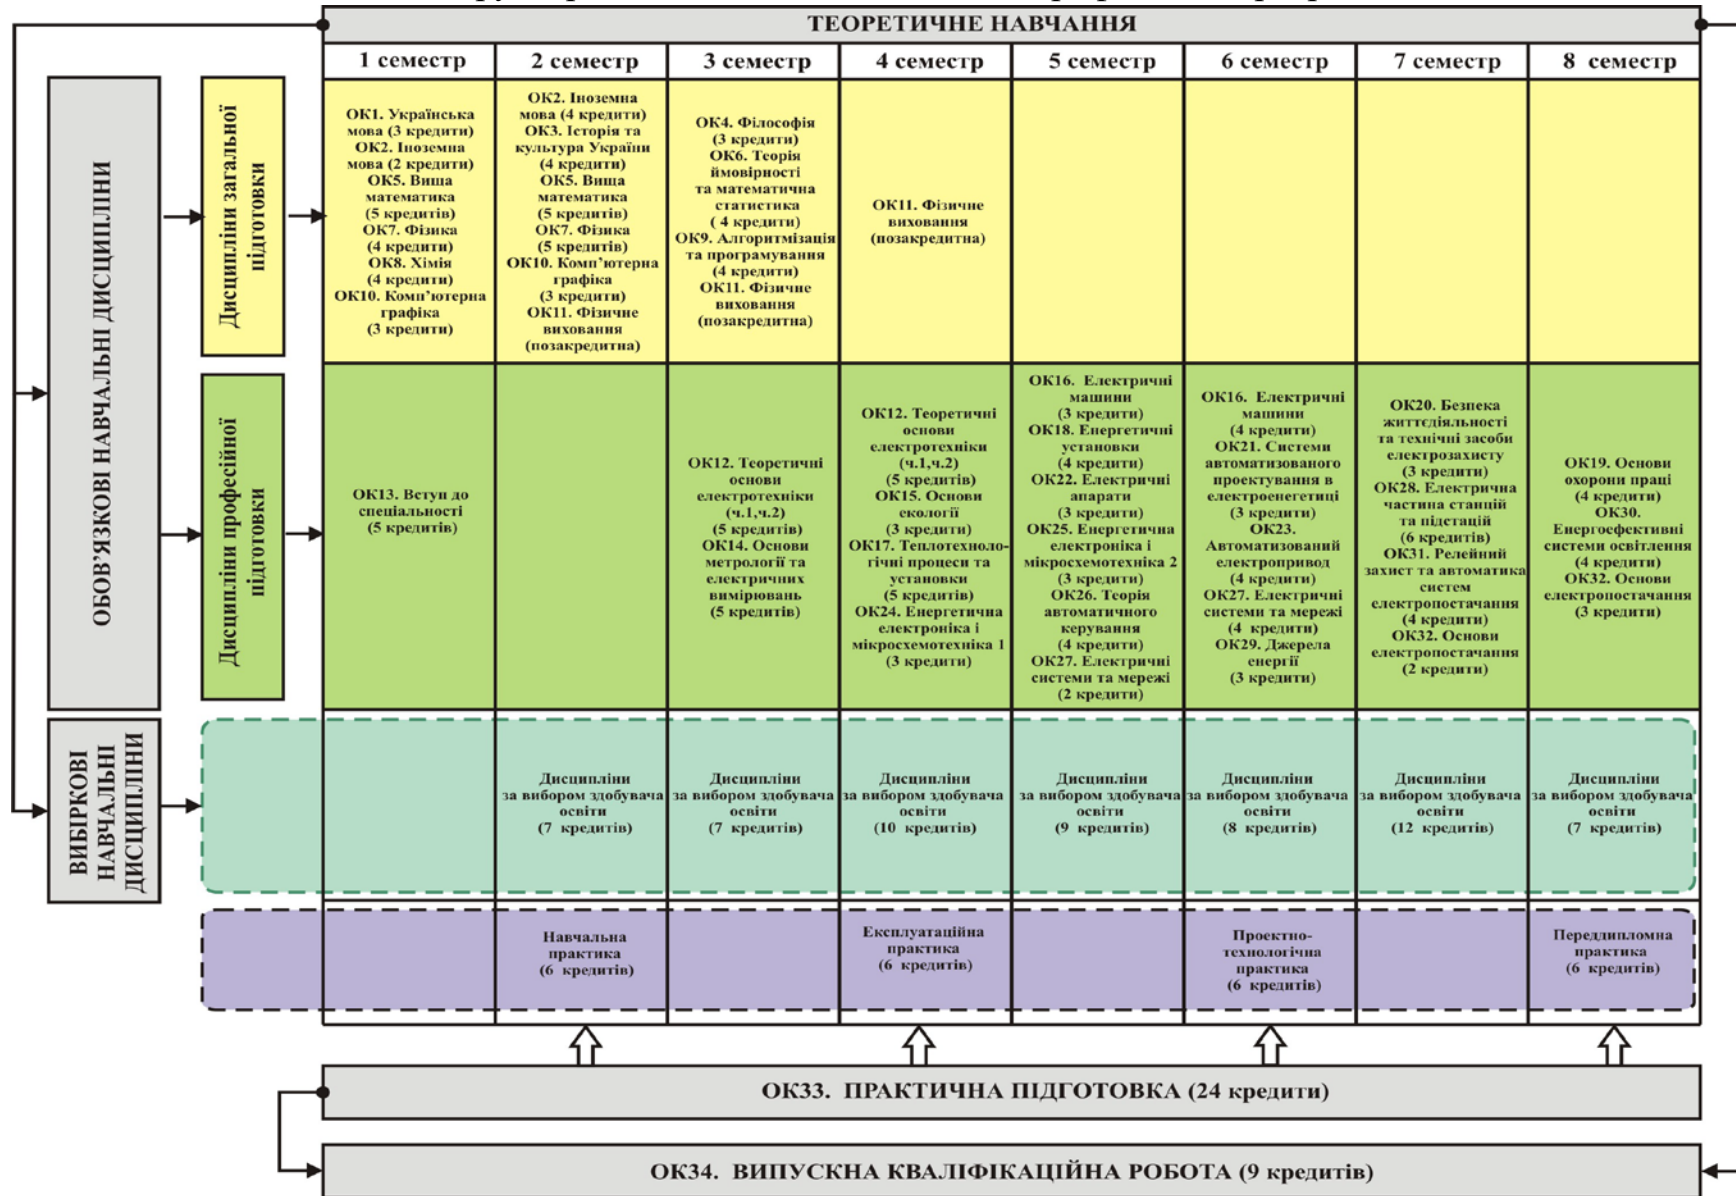 ТЕОРЕТИЧНЕ НАВЧАННЯ
1 семестр
2 семестр
3 семестр
4 семестр
5 семестр
6 семестр
7 семестр
8 семестр
ОБОВ’ЯЗКОВІ НАВЧАЛЬНІ ДИСЦИПЛІНИ
Дисципліни загальної
підготовки
ОК1. Українська
мова (3 кредити)
ОК2. Іноземна
мова (2 кредити)
ОК5. Вища
математика
(5 кредитів)
ОК7. Фізика
(4 кредити)
ОК8. Хімія
(4 кредити)
ОК10. Комп’ютерна
графіка
(3 кредити)
ОК2. Іноземна
мова (4 кредити)
ОК3. Історія та
культура України
(4 кредити)
ОК5. Вища
математика
(5 кредитів)
ОК7. Фізика
(5 кредитів)
ОК10. Комп’ютерна
графіка
(3 кредити)
ОК11. Фізичне
виховання
(позакредитна)
ОК4. Філософія
(3 кредити)
ОК6. Теорія
ймовірності
та математична
статистика
( 4 кредити)
ОК9. Алгоритмізація
та програмування
(4 кредити)
ОК11. Фізичне
виховання
(позакредитна)
ОК11. Фізичне
виховання
(позакредитна)
Дисципліни професійної
підготовки
ОК13. Вступ до
спеціальності
(5 кредитів)
ОК12. Теоретичні
основи
електротехніки
(ч.1,ч.2)
(5 кредитів)
ОК14. Основи
метрології та
електричних
вимірювань
(5 кредитів)
ОК12. Теоретичні
основи
електротехніки
(ч.1,ч.2)
(5 кредитів)
ОК15. Основи
екології
(3 кредити)
ОК17. Теплотехноло-
гічні процеси та
установки
(5 кредитів)
ОК24. Енергетична
електроніка і
мікросхемотехніка 1
(3 кредити)
ОК16. Електричні
машини
(3 кредити)
ОК18. Енергетичні
установки
(4 кредити)
ОК22. Електричні
апарати
(3 кредити)
ОК25. Енергетична
електроніка і
мікросхемотехніка 2
(3 кредити)
ОК26. Теорія
автоматичного
керування
(4 кредити)
ОК27. Електричні
системи та мережі
(2 кредити)
ОК16. Електричні
машини
(4 кредити)
ОК21. Системи
автоматизованого
проектування в
електроенегетиці
(3 кредити)
ОК23.
Автоматизований
електропривод
(4 кредити)
ОК27. Електричні
системи та мережі
(4 кредити)
ОК29. Джерела
енергії
(3 кредити)
ОК20. Безпека
життєдіяльності
та технічні засоби
електрозахисту
(3 кредити)
ОК28. Електрична
частина станцій
та підстацій
(6 кредитів)
ОК31. Релейний
захист та автоматика
систем
електропостачання
(4 кредити)
ОК32. Основи
електропостачання
(2 кредити)
ОК19. Основи
охорони праці
(4 кредити)
ОК30.
Енергоефективні
системи освітлення
(4 кредити)
ОК32. Основи
електропостачання
(3 кредити)
ВИБІРКОВІ
НАВЧАЛЬНІ
ДИСЦИПЛІНИ
Дисципліни
за вибором здобувача
освіти
(7 кредитів)
Дисципліни
за вибором здобувача
освіти
(7 кредитів)
Дисципліни
за вибором здобувача
освіти
(10 кредитів)
Дисципліни
за вибором здобувача
освіти
(9 кредитів)
Дисципліни
за вибором здобувача
освіти
(8 кредитів)
Дисципліни
за вибором здобувача
освіти
(12 кредитів)
Дисципліни
за вибором здобувача
освіти
(7 кредитів)
Навчальна
практика
(6 кредитів)
Експлуатаційна
практика
(6 кредитів)
Проектно-
технологічна
практика
(6 кредитів)
Переддипломна
практика
(6 кредитів)
ОК33. ПРАКТИЧНА ПІДГОТОВКА (24 кредити)
ОК34. ВИПУСКНА КВАЛІФІКАЦІЙНА РОБОТА (9 кредитів)